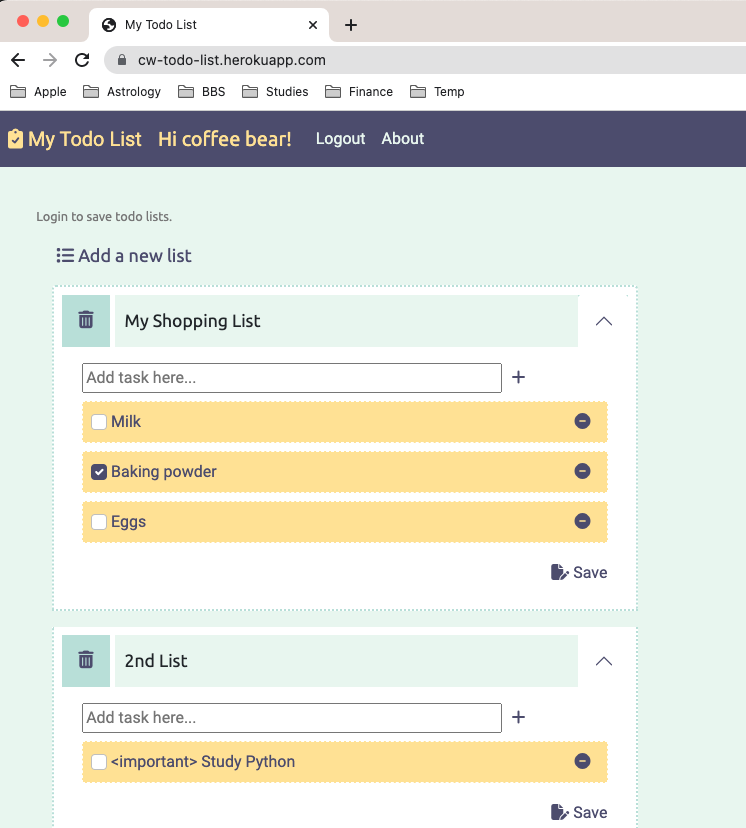 My Todo List
cw-todo-list.herokuapp.com
Apple Astrology BBS Studies Finance Temp
My Todo List Hi coffee bear! Logout About
Login to save todo lists.
Add a new list
My Shopping List
Add task here...
Milk
Baking powder
Eggs
Save
2nd List
Add task here...
<important> Study Python
Save